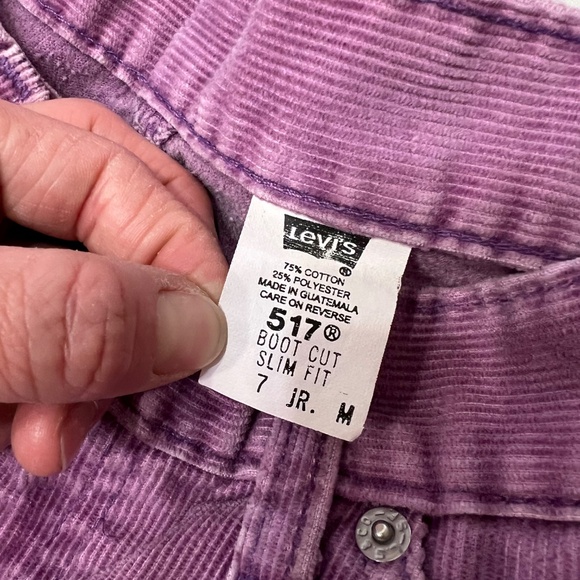 Levi's
®
75% COTTON
25% POLYESTER
MADE IN GUATEMALA
CARE ON REVERSE
517®
BOOT CUT
SLIM FIT
7 JR. M